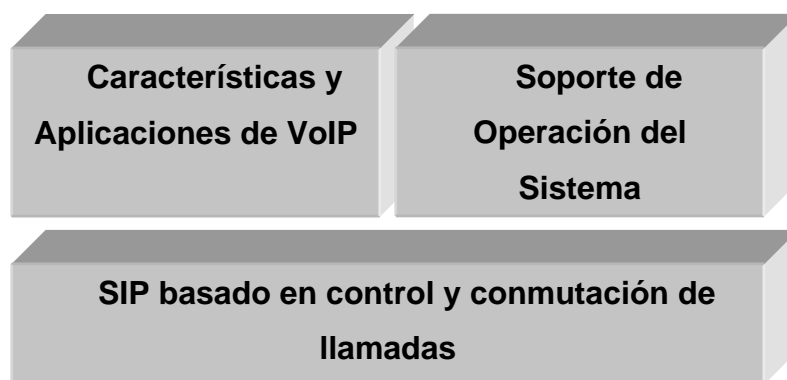 Características y
Aplicaciones de VoIP
Soporte de
Operación del
Sistema
SIP basado en control y conmutación de
llamadas